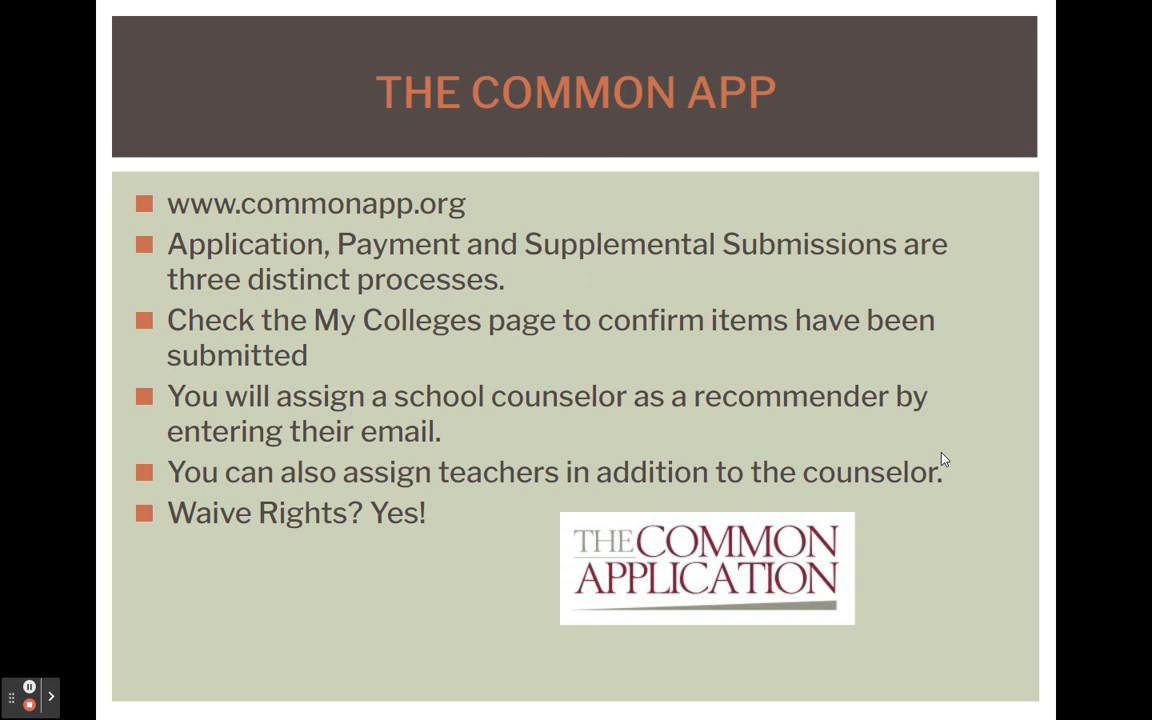 THE COMMON APP
www.commonapp.org
Application, Payment and Supplemental Submissions are
three distinct processes.
Check the My Colleges page to confirm items have been
submitted
You will assign a school counselor as a recommender by
entering their email.
You can also assign teachers in addition to the counselor.
Waive Rights? Yes!
THE COMMON
APPLICATION